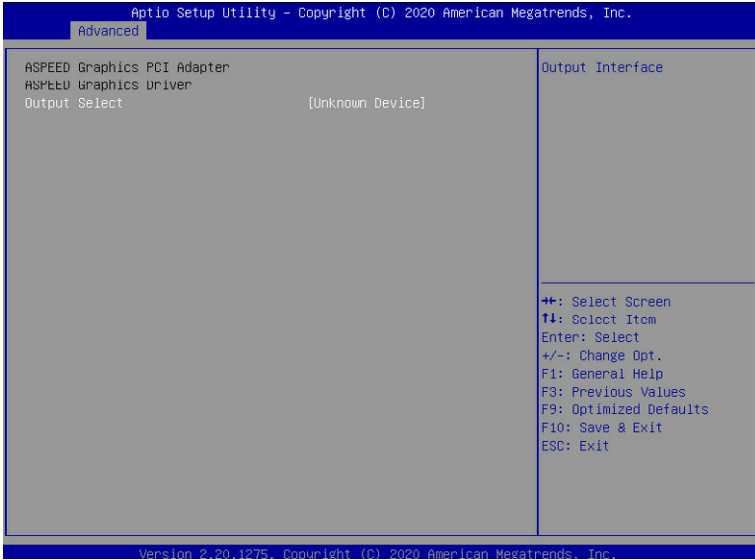 Aptio Setup Utility – Copyright (C) 2020 American Megatrends, Inc.
Advanced
ASPEED Graphics PCI Adapter
ASPEED Graphics Driver
Output Select [Unknown Device]
Output Interface
→←: Select Screen
↑↓: Select Item
Enter: Select
+/-: Change Opt.
F1: General Help
F3: Previous Values
F9: Optimized Defaults
F10: Save & Exit
ESC: Exit
Version 2.20.1275. Copyright (C) 2020 American Megatrends, Inc.